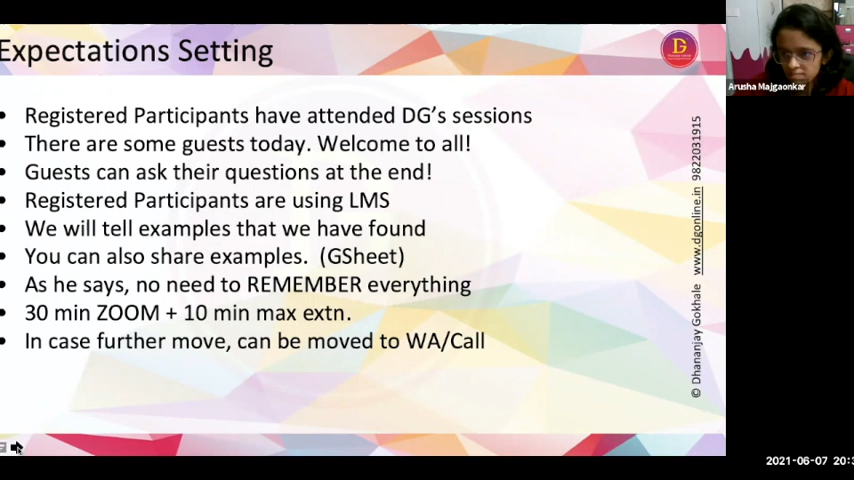 Expectations Setting
Registered Participants have attended DG's sessions
There are some guests today. Welcome to all!
Guests can ask their questions at the end!
Registered Participants are using LMS
We will tell examples that we have found
You can also share examples. (GSheet)
As he says, no need to REMEMBER everything
30 min ZOOM + 10 min max extn.
In case further move, can be moved to WA/Call
© Dhananjay Gokhale www.dgonline.in 9822031915
Arusha Majgaonkar
2021-06-07 20:3